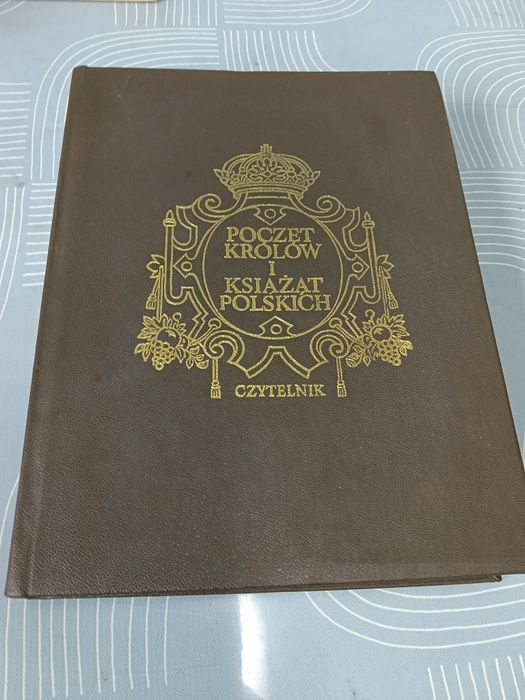 POCZET
KRÓLÓW
I
KSIĄŻĄT
POLSKICH
CZYTELNIK